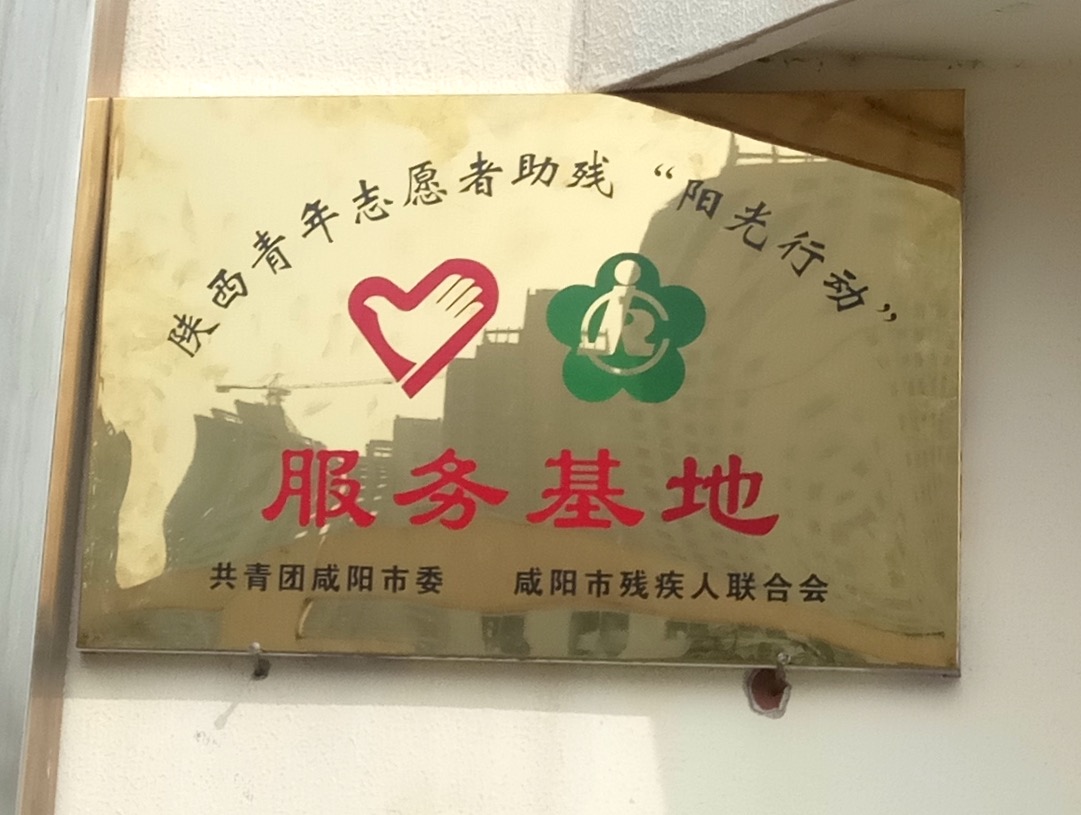 陕西青年志愿者助残“阳光行动”
服务基地
共青团咸阳市委 咸阳市残疾人联合会